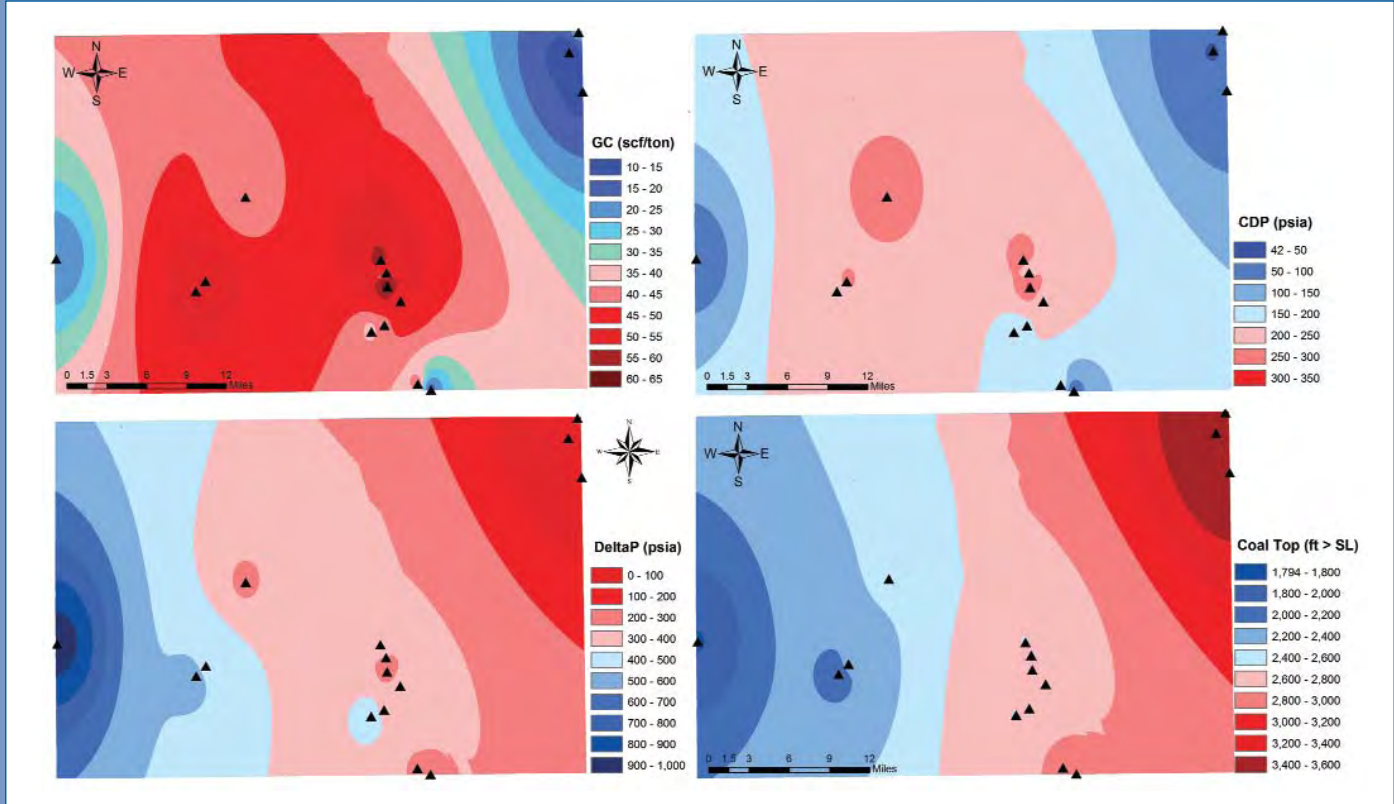 N
W E
S
GC (scf/ton)
10 - 15
15 - 20
20 - 25
25 - 30
30 - 35
35 - 40
40 - 45
45 - 50
50 - 55
55 - 60
60 - 65
0 1.5 3 6 9 12
Miles
N
W E
S
CDP (psia)
42 - 50
50 - 100
100 - 150
150 - 200
200 - 250
250 - 300
300 - 350
0 1.5 3 6 9 12
Miles
N
W E
S
DeltaP (psia)
0 - 100
100 - 200
200 - 300
300 - 400
400 - 500
500 - 600
600 - 700
700 - 800
800 - 900
900 - 1,000
N
W E
S
Coal Top (ft > SL)
1,794 - 1,800
1,800 - 2,000
2,000 - 2,200
2,200 - 2,400
2,400 - 2,600
2,600 - 2,800
2,800 - 3,000
3,000 - 3,200
3,200 - 3,400
3,400 - 3,600
0 1.5 3 6 9 12
Miles